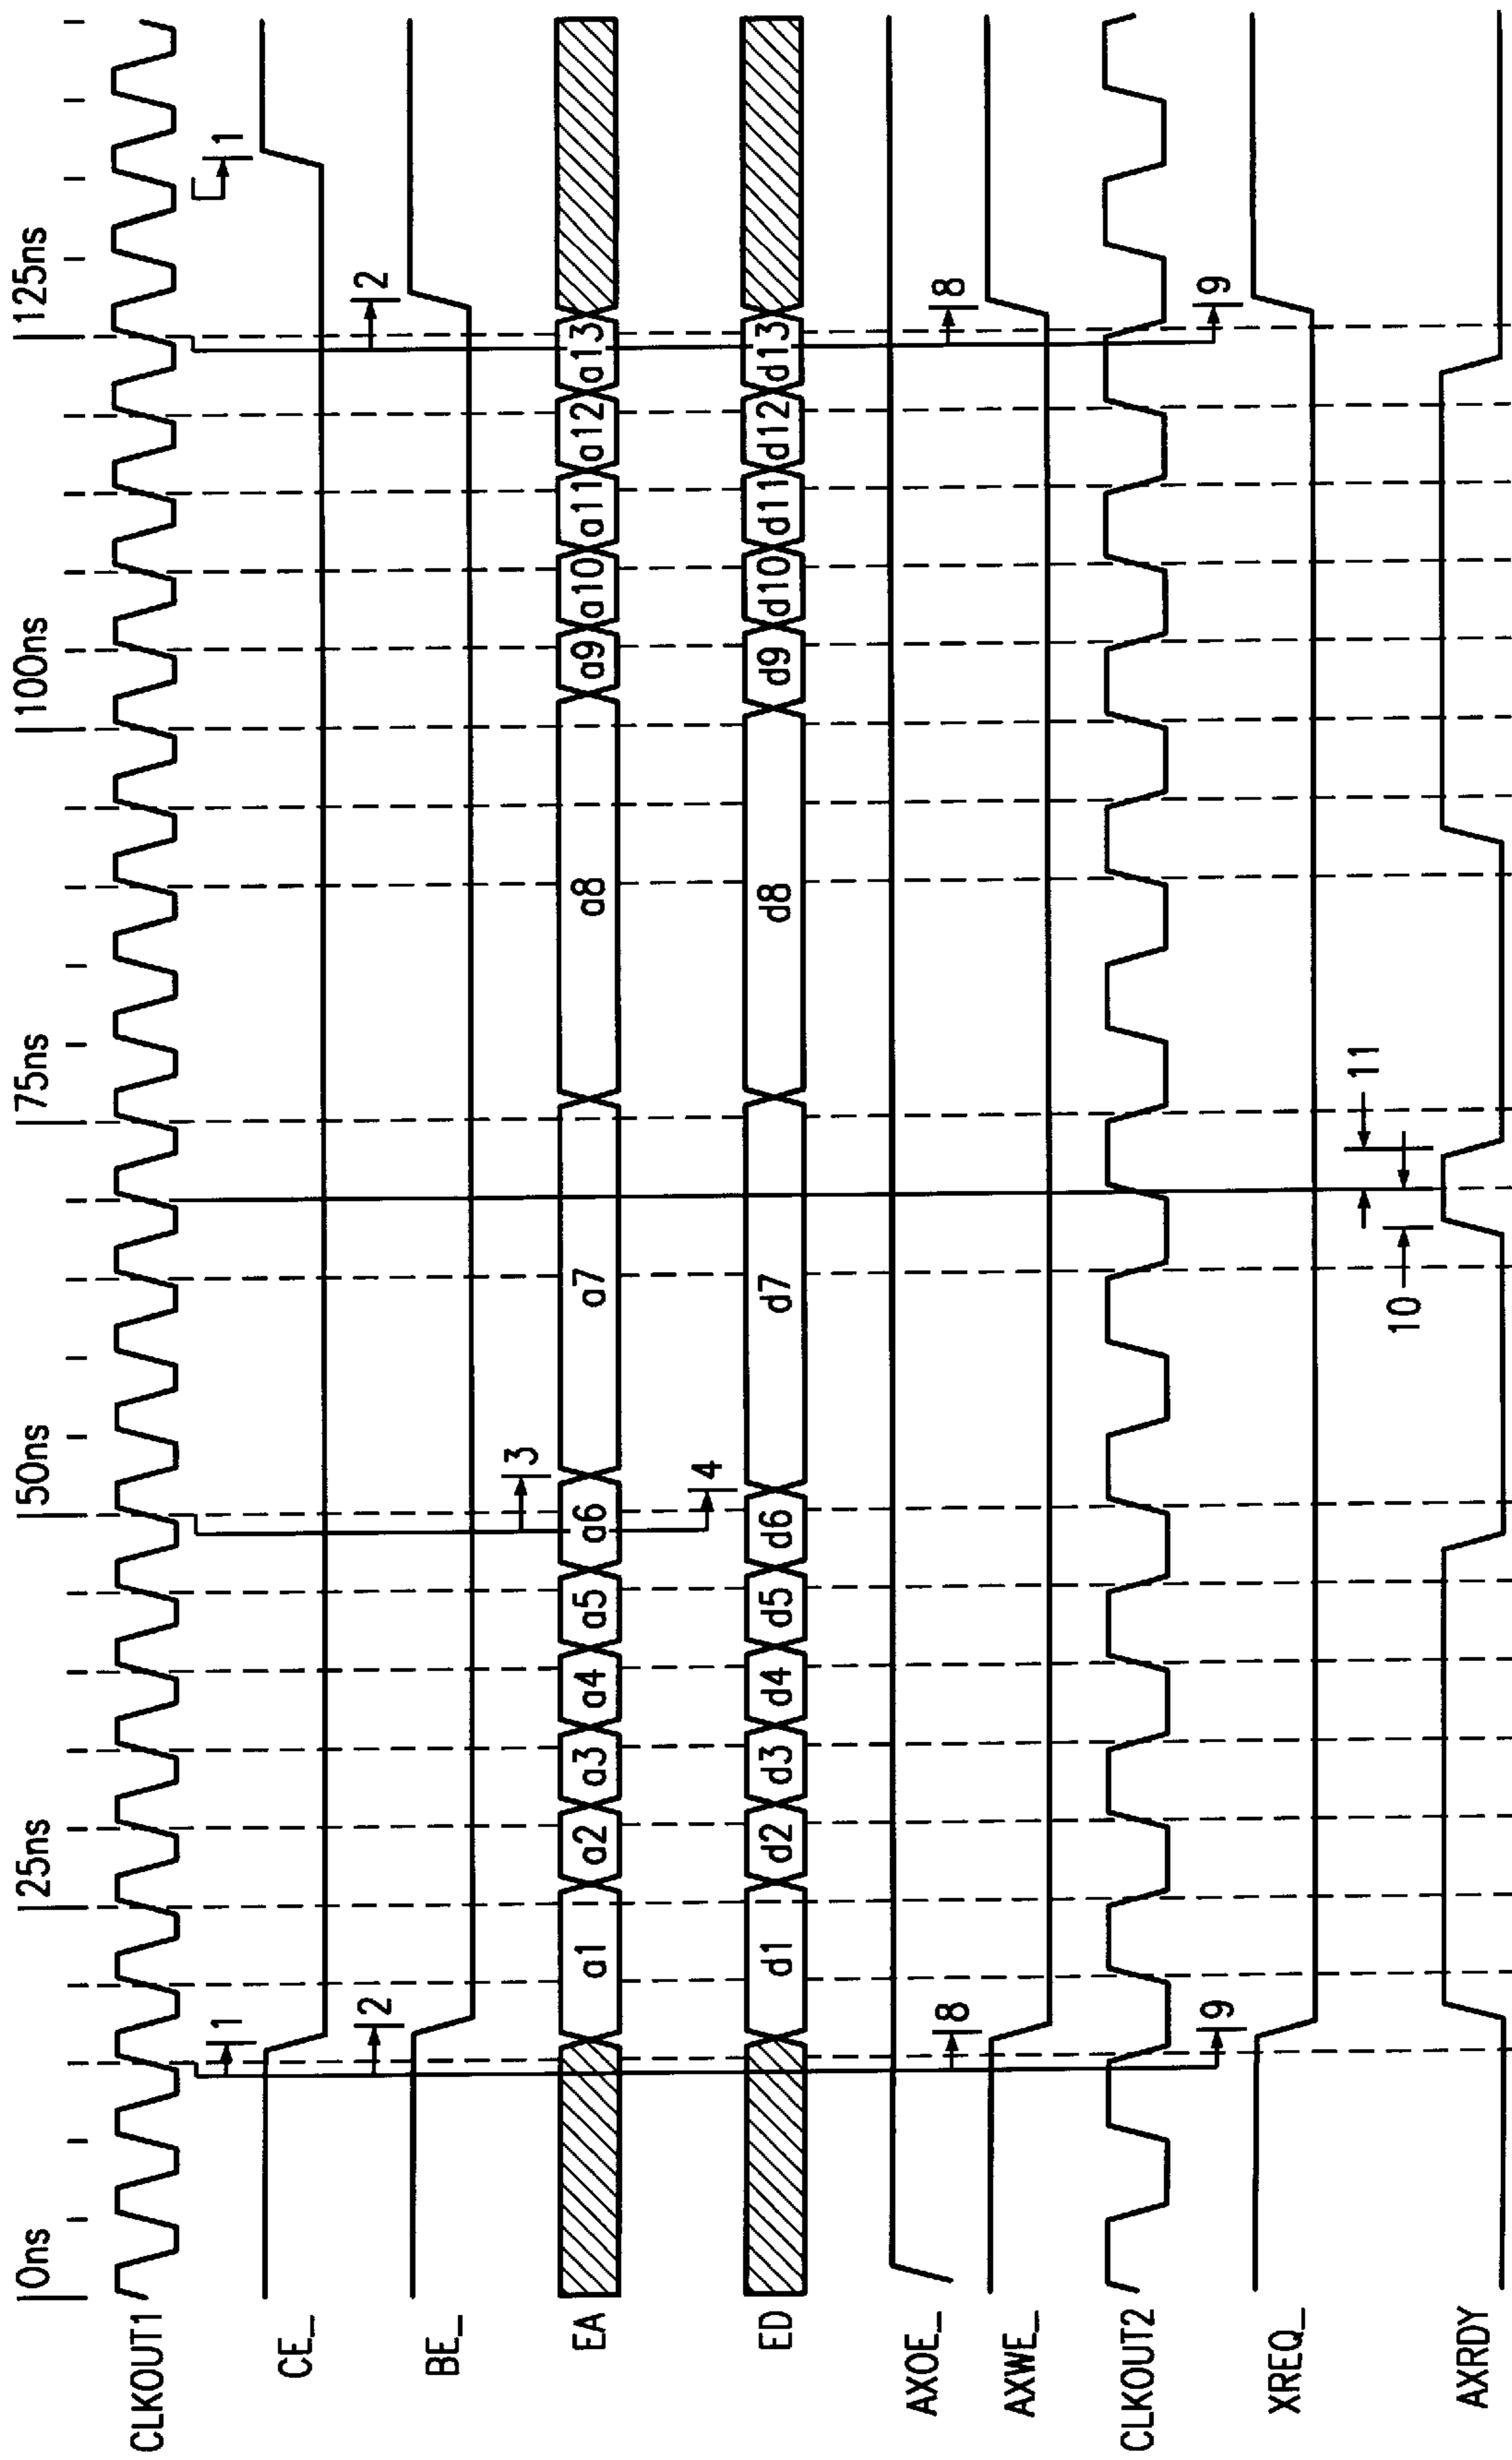 0ns 25ns 50ns 75ns 100ns 125ns
CLKOUT1
1 1
CE_
2 2
BE_
3
EA a1 a2 a3 a4 a5 a6 a7 a8 a9 a10 a11 a12 a13
4
ED d1 d2 d3 d4 d5 d6 d7 d8 d9 d10 d11 d12 d13
AXOE_
8 8
AXWE_
CLKOUT2
9 9
XREQ_
11
10
AXRDY